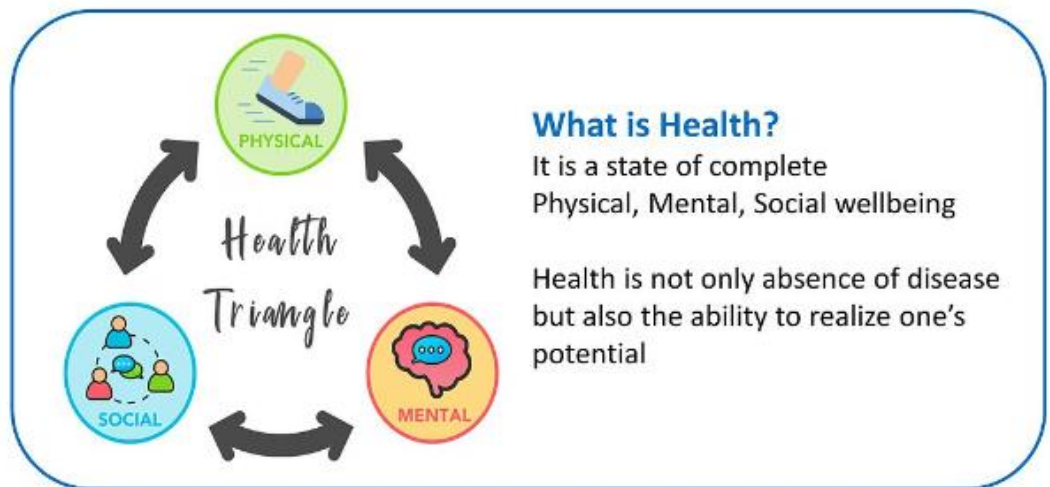 PHYSICAL
Health
Triangle
SOCIAL
MENTAL
What is Health?
It is a state of complete
Physical, Mental, Social wellbeing
Health is not only absence of disease
but also the ability to realize one's
potential